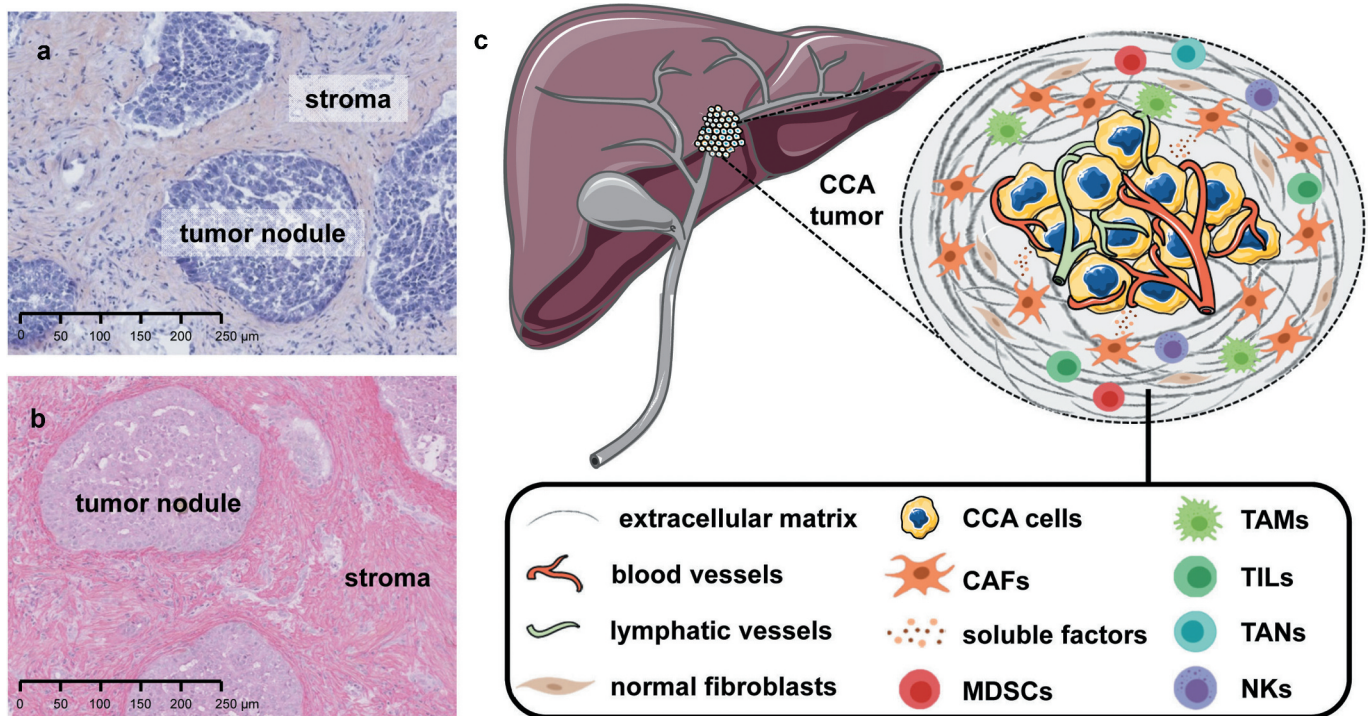 a
stroma
tumor nodule
0 50 100 150 200 250 µm
b
tumor nodule
stroma
0 50 100 150 200 250 µm
c
CCA
tumor
extracellular matrix
blood vessels
lymphatic vessels
normal fibroblasts
CCA cells
CAFs
soluble factors
MDSCs
TAMs
TILs
TANs
NKs